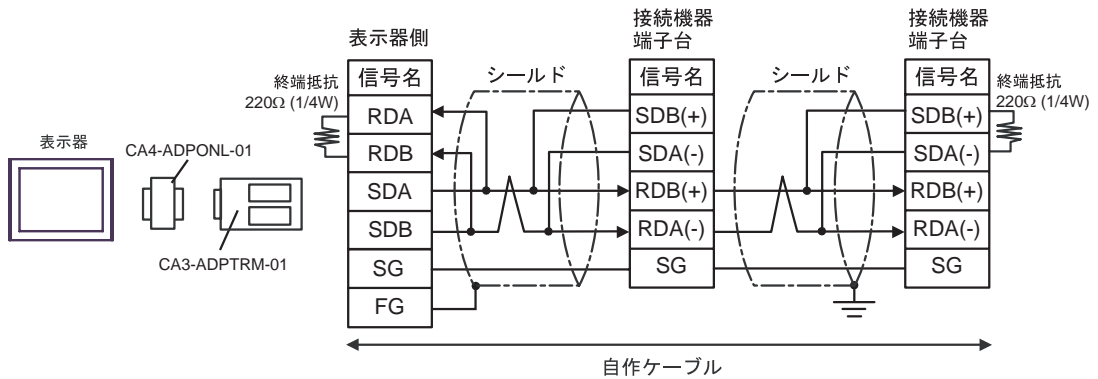 表示器
CA4-ADPONL-01
CA3-ADPTRM-01
終端抵抗
220Ω (1/4W)
表示器側
信号名
RDA
RDB
SDA
SDB
SG
FG
シールド
接続機器
端子台
信号名
SDB(+)
SDA(-)
RDB(+)
RDA(-)
SG
シールド
接続機器
端子台
信号名
SDB(+)
SDA(-)
RDB(+)
RDA(-)
SG
終端抵抗
220Ω (1/4W)
自作ケーブル